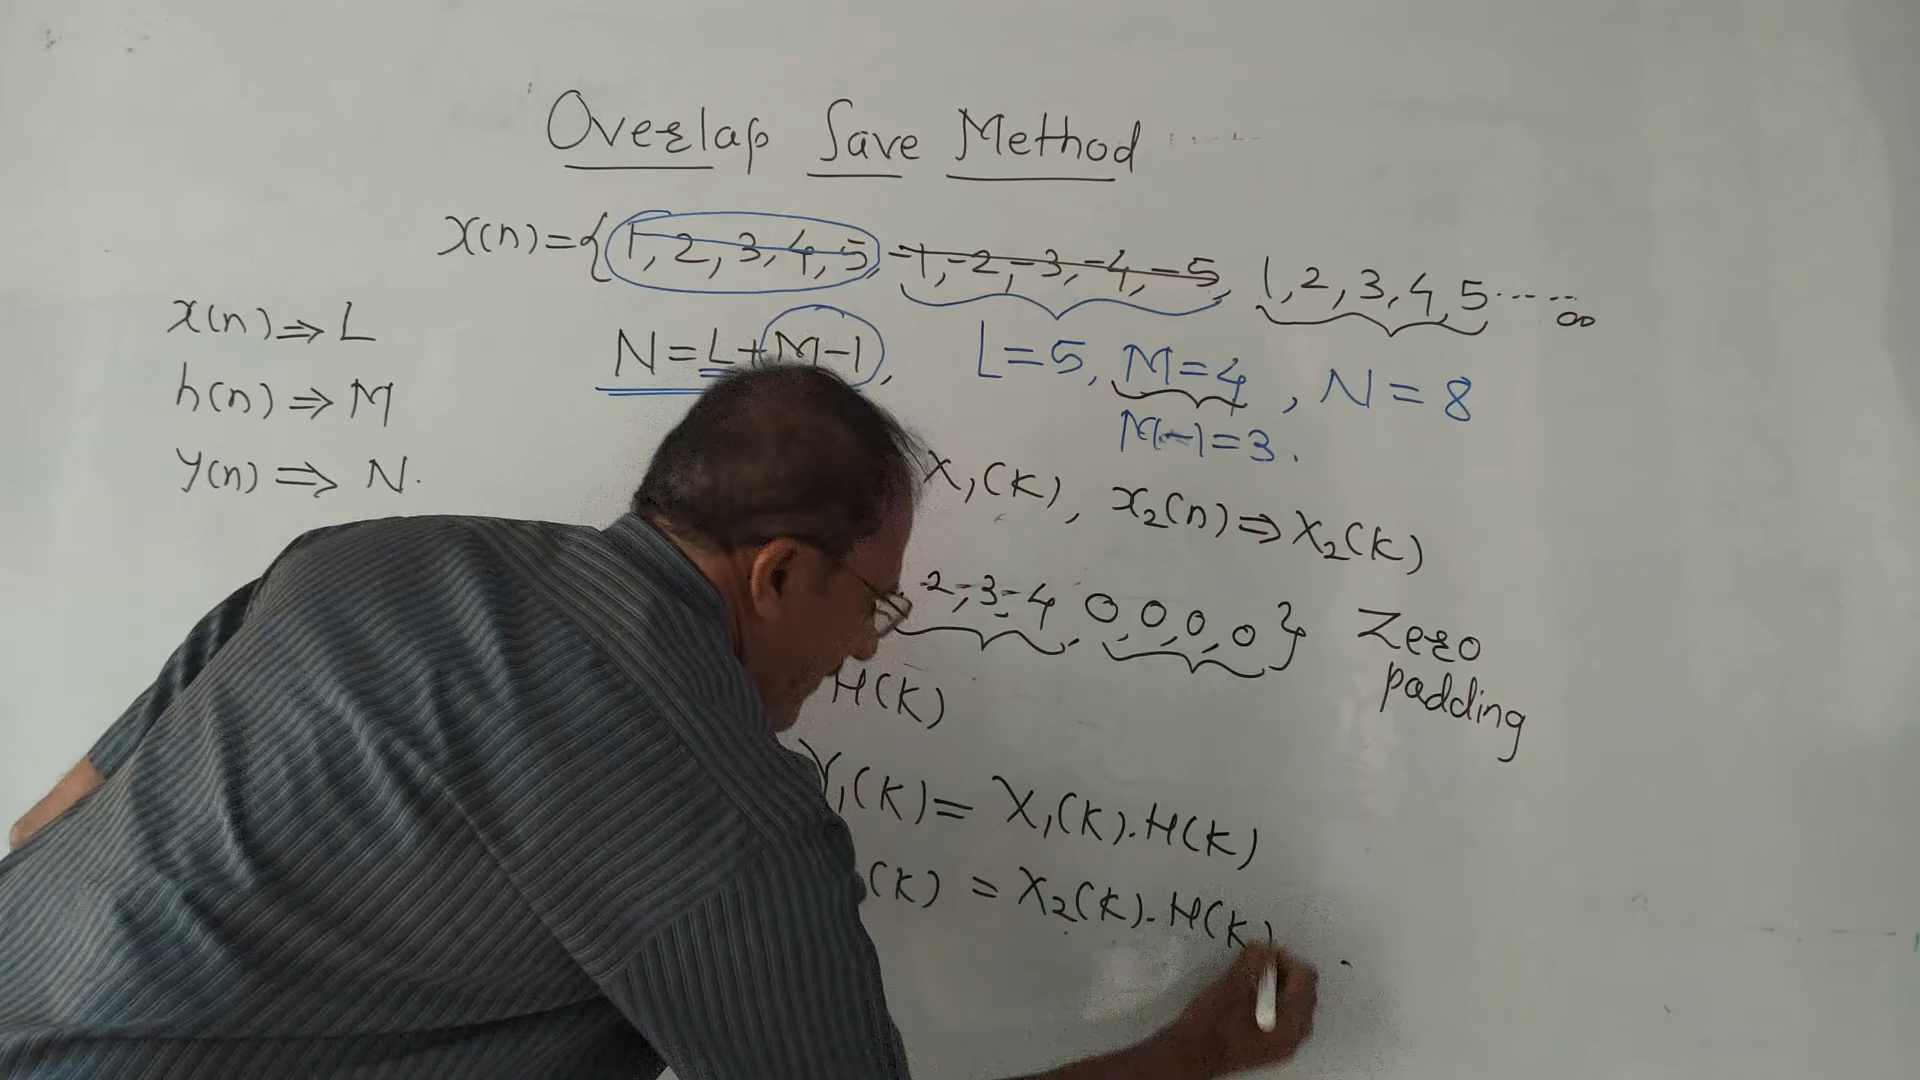 Overlap Save Method
x(n)={1, 2, 3, 4, 5, -1, -2, -3, -4, -5, 1, 2, 3, 4, 5 ...... ∞
x(n) ⇒ L
h(n) ⇒ M
y(n) ⇒ N.
N=L+M-1, L=5, M=4, N=8
M-1=3.
X₁(K), x₂(n) ⇒ X₂(K)
-2, -3, -4, 0, 0, 0, 0} Zero padding
H(K)
Y₁(K) = X₁(K).H(K)
(K) = X₂(K).H(K)